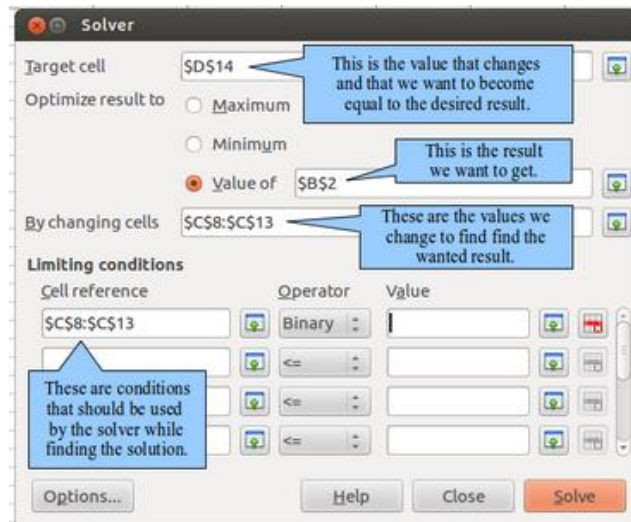 Solver
Target cell
$D$14
This is the value that changes
and that we want to become
equal to the desired result.
Optimize result to
Maximum
Minimum
Value of
$B$2
This is the result
we want to get.
By changing cells
$C$8:$C$13
These are the values we
change to find find the
wanted result.
Limiting conditions
Cell reference
Operator
Value
$C$8:$C$13
Binary
<=
<=
<=
These are conditions
that should be used
by the solver while
finding the solution.
Options...
Help
Close
Solve